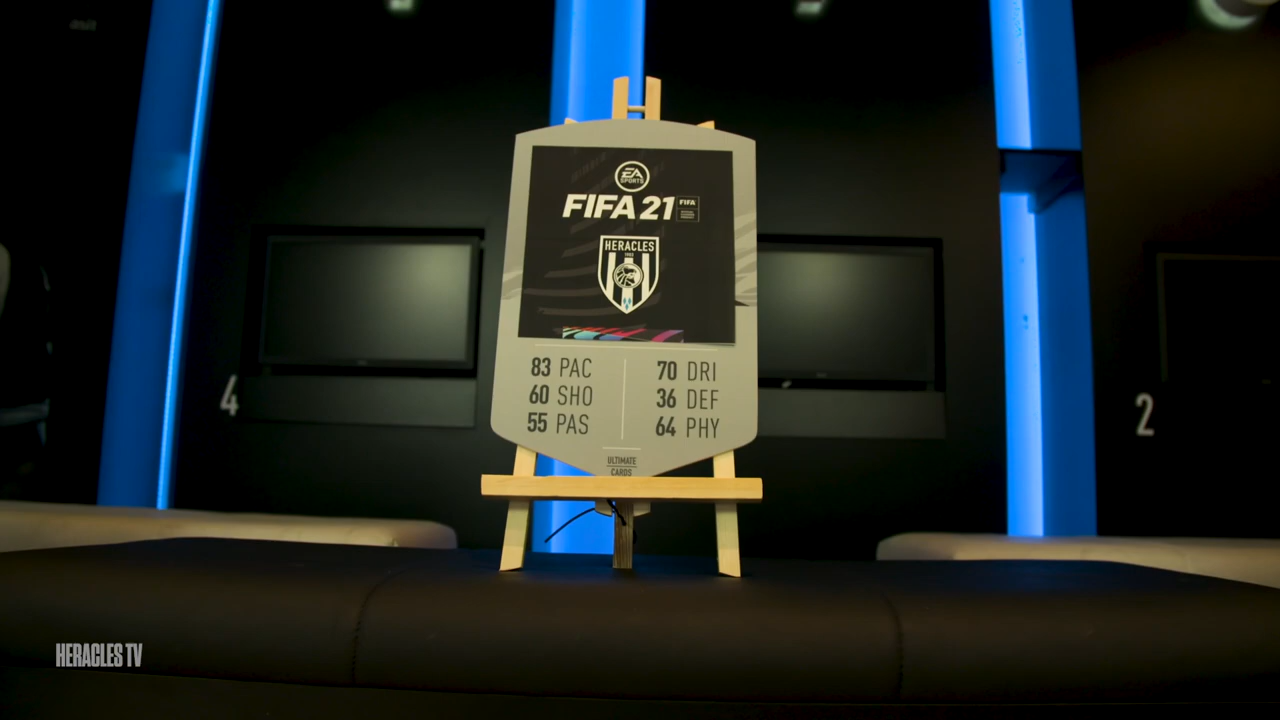 EA
SPORTS
FIFA 21
FIFA
HERACLES
83 PAC
60 SHO
55 PAS
70 DRI
36 DEF
64 PHY
ULTIMATE
CARDS
4
2
HERACLES TV